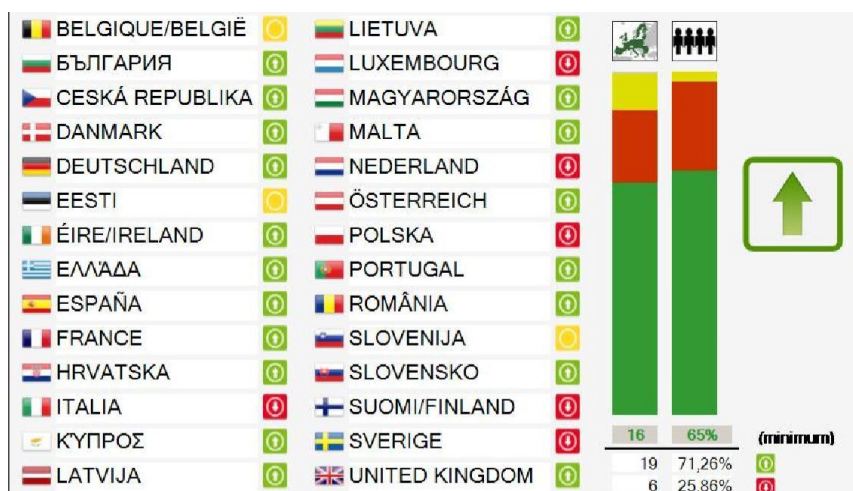 BELGIQUE/BELGIË
БЪЛГАРИЯ
CESKÁ REPUBLIKA
DANMARK
DEUTSCHLAND
EESTI
ÉIRE/IRELAND
ΕΛΛΆΔΑ
ESPAÑA
FRANCE
HRVATSKA
ITALIA
ΚΎΠΡΟΣ
LATVIJA
LIETUVA
LUXEMBOURG
MAGYARORSZÁG
MALTA
NEDERLAND
ÖSTERREICH
POLSKA
PORTUGAL
ROMÂNIA
SLOVENIJA
SLOVENSKO
SUOMI/FINLAND
SVERIGE
UNITED KINGDOM
16 65% (minimum)
19 71,26%
6 25,86%